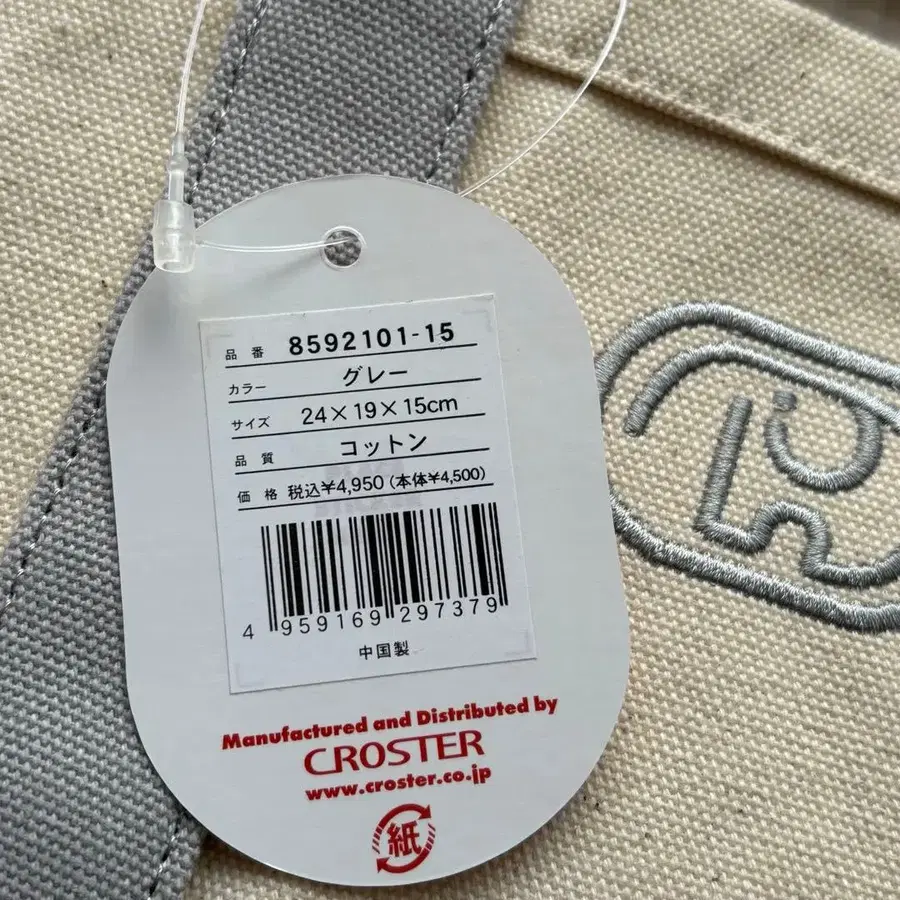 品番 8592101-15
カラー グレー
サイズ 24×19×15cm
品質 コットン
価格 税込¥4,950(本体¥4,500)
4 959169 297379
中国製
Manufactured and Distributed by
CROSTER
www.croster.co.jp
紙